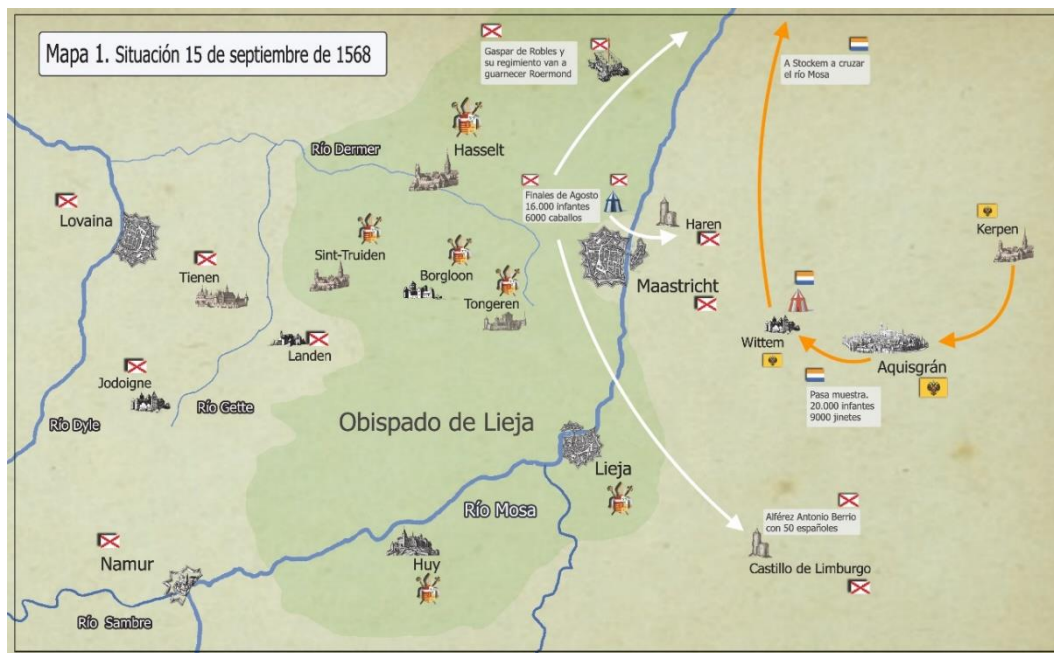 Mapa 1. Situación 15 de septiembre de 1568
Gaspar de Robles y
su regimiento van a
guarnecer Roermond
A Stockem a cruzar
el río Mosa
Hasselt
Río Dermer
Finales de Agosto
16.000 infantes
6000 caballos
Lovaina
Haren
Kerpen
Sint-Truiden
Borgloon
Tienen
Maastricht
Tongeren
Wittem
Landen
Aquisgrán
Jodoigne
Río Gette
Pasa muestra.
20.000 infantes
9000 jinetes
Río Dyle
Obispado de Lieja
Lieja
Río Mosa
Alférez Antonio Berrio
con 50 españoles
Namur
Huy
Castillo de Limburgo
Río Sambre